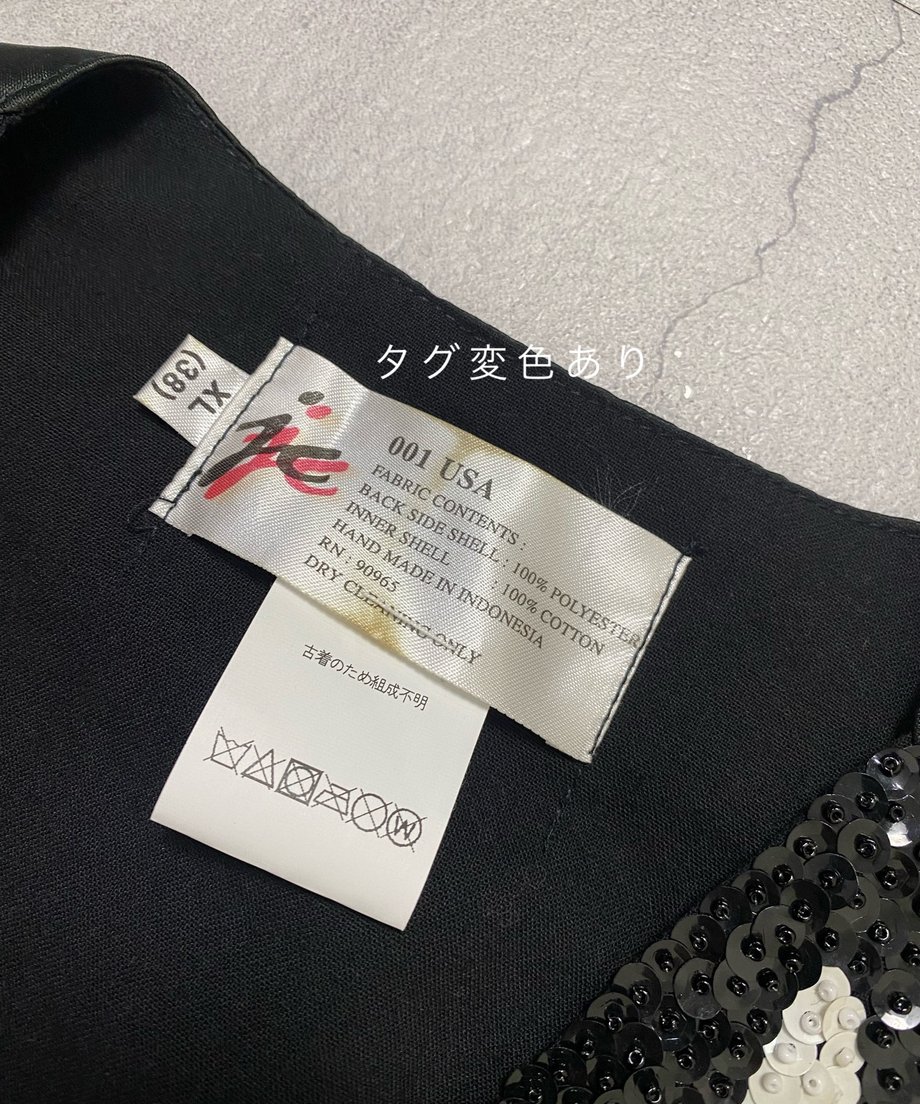 タグ変色あり
XL
(38)
jc
001 USA
FABRIC CONTENTS :
BACK SIDE SHELL : 100% POLYESTER
INNER SHELL : 100% COTTON
HAND MADE IN INDONESIA
RN : 90965
DRY CLEANING ONLY
古着のため組成不明
W